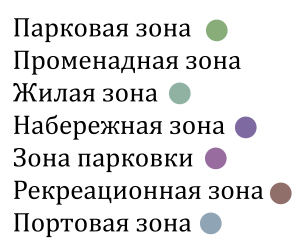 Парковая зона
Променадная зона
Жилая зона
Набережная зона
Зона парковки
Рекреационная зона
Портовая зона